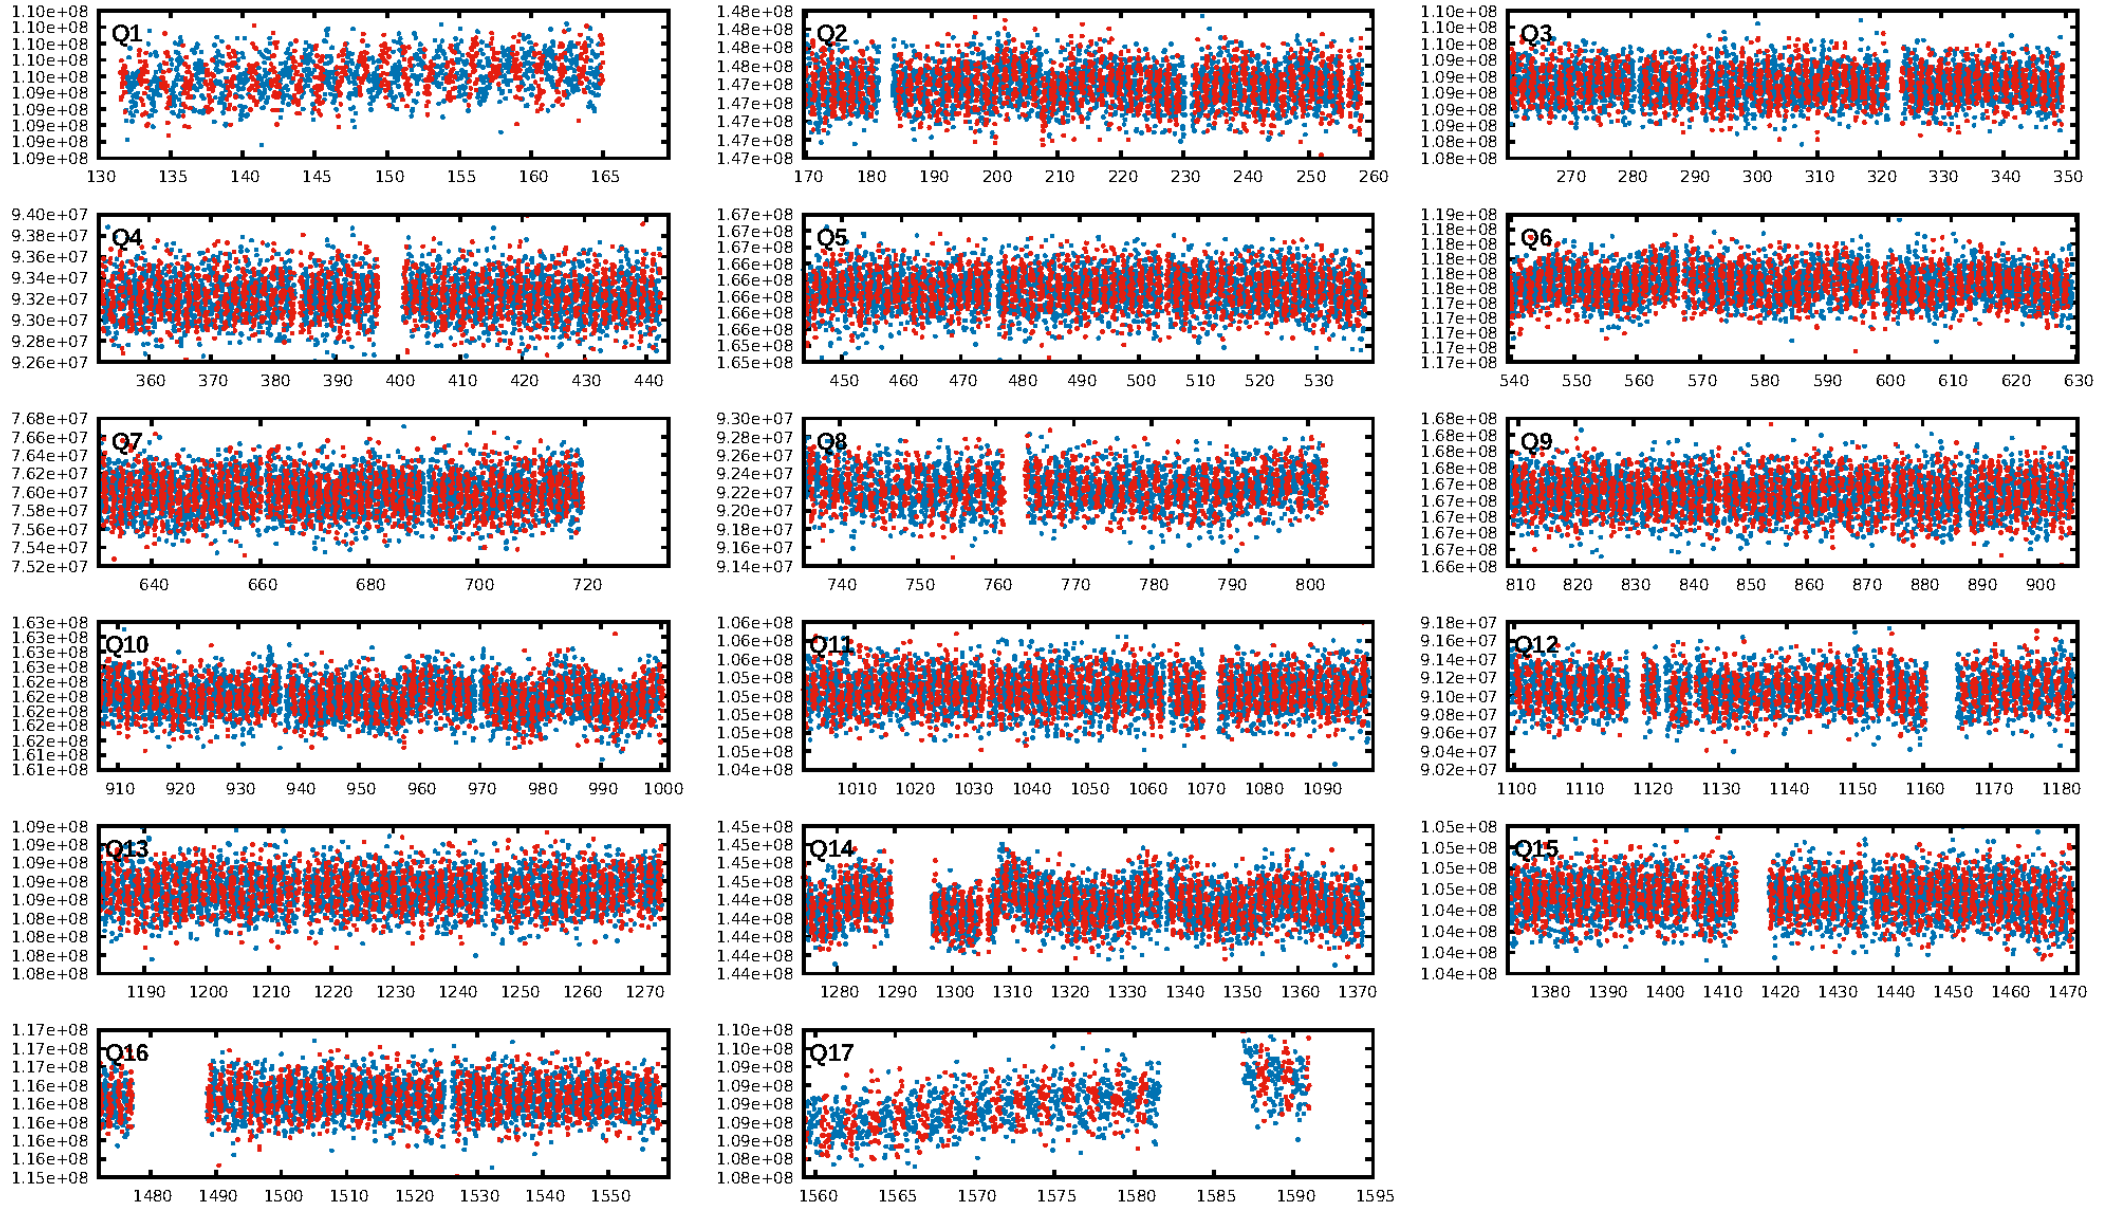 Q1
1.10e+08
1.10e+08
1.10e+08
1.10e+08
1.10e+08
1.09e+08
1.09e+08
1.09e+08
1.09e+08
1.09e+08
130 135 140 145 150 155 160 165
Q2
1.48e+08
1.48e+08
1.48e+08
1.48e+08
1.47e+08
1.47e+08
1.47e+08
1.47e+08
1.47e+08
170 180 190 200 210 220 230 240 250 260
Q3
1.10e+08
1.10e+08
1.10e+08
1.09e+08
1.09e+08
1.09e+08
1.09e+08
1.08e+08
1.08e+08
270 280 290 300 310 320 330 340 350
Q4
9.40e+07
9.38e+07
9.36e+07
9.34e+07
9.32e+07
9.30e+07
9.28e+07
9.26e+07
360 370 380 390 400 410 420 430 440
Q5
1.67e+08
1.67e+08
1.67e+08
1.66e+08
1.66e+08
1.66e+08
1.66e+08
1.66e+08
1.65e+08
1.65e+08
450 460 470 480 490 500 510 520 530
Q6
1.19e+08
1.18e+08
1.18e+08
1.18e+08
1.18e+08
1.18e+08
1.17e+08
1.17e+08
1.17e+08
1.17e+08
1.17e+08
540 550 560 570 580 590 600 610 620 630
Q7
7.68e+07
7.66e+07
7.64e+07
7.62e+07
7.60e+07
7.58e+07
7.56e+07
7.54e+07
7.52e+07
640 660 680 700 720
Q8
9.30e+07
9.28e+07
9.26e+07
9.24e+07
9.22e+07
9.20e+07
9.18e+07
9.16e+07
9.14e+07
740 750 760 770 780 790 800
Q9
1.68e+08
1.68e+08
1.68e+08
1.68e+08
1.67e+08
1.67e+08
1.67e+08
1.67e+08
1.67e+08
1.66e+08
810 820 830 840 850 860 870 880 890 900
Q10
1.63e+08
1.63e+08
1.63e+08
1.63e+08
1.62e+08
1.62e+08
1.62e+08
1.62e+08
1.62e+08
1.61e+08
1.61e+08
910 920 930 940 950 960 970 980 990 1000
Q11
1.06e+08
1.06e+08
1.06e+08
1.05e+08
1.05e+08
1.05e+08
1.05e+08
1.05e+08
1.04e+08
1010 1020 1030 1040 1050 1060 1070 1080 1090
Q12
9.18e+07
9.16e+07
9.14e+07
9.12e+07
9.10e+07
9.08e+07
9.06e+07
9.04e+07
9.02e+07
1100 1110 1120 1130 1140 1150 1160 1170 1180
Q13
1.09e+08
1.09e+08
1.09e+08
1.09e+08
1.09e+08
1.08e+08
1.08e+08
1.08e+08
1.08e+08
1190 1200 1210 1220 1230 1240 1250 1260 1270
Q14
1.45e+08
1.45e+08
1.45e+08
1.45e+08
1.44e+08
1.44e+08
1.44e+08
1.44e+08
1.44e+08
1280 1290 1300 1310 1320 1330 1340 1350 1360 1370
Q15
1.05e+08
1.05e+08
1.05e+08
1.05e+08
1.04e+08
1.04e+08
1.04e+08
1.04e+08
1380 1390 1400 1410 1420 1430 1440 1450 1460 1470
Q16
1.17e+08
1.17e+08
1.17e+08
1.16e+08
1.16e+08
1.16e+08
1.16e+08
1.16e+08
1.15e+08
1480 1490 1500 1510 1520 1530 1540 1550
Q17
1.10e+08
1.10e+08
1.09e+08
1.09e+08
1.09e+08
1.09e+08
1.09e+08
1.08e+08
1.08e+08
1560 1565 1570 1575 1580 1585 1590 1595